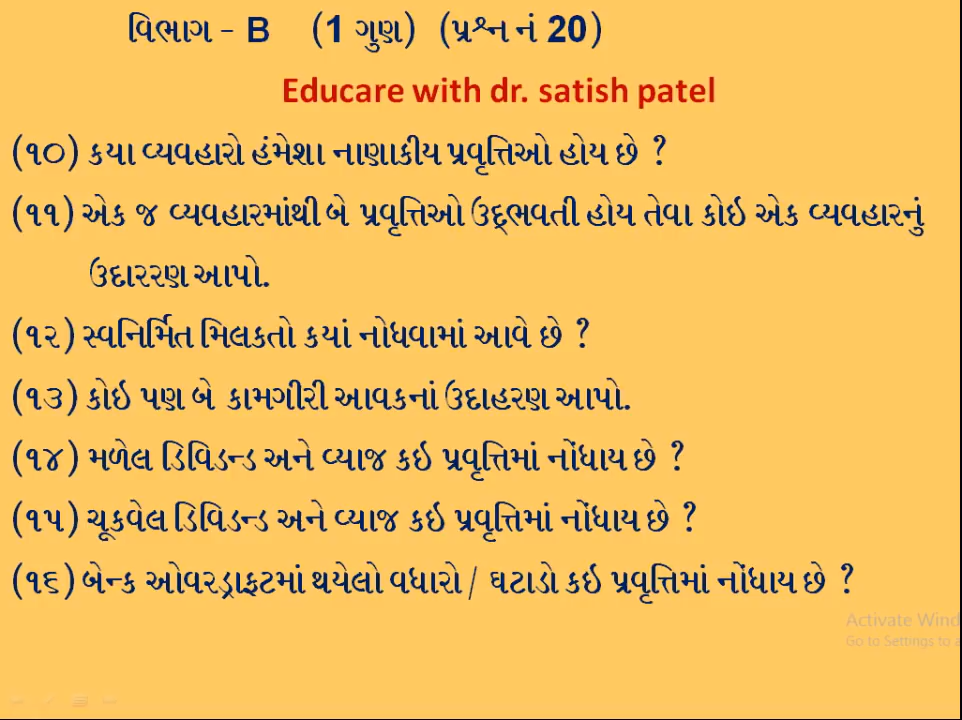 વિભાગ - B (1 ગુણ) (પ્રશ્ન નં 20)
Educare with dr. satish patel
(૧૦) કયા વ્યવહારો હંમેશા નાણાકીય પ્રવૃત્તિઓ હોય છે ?
(૧૧) એક જ વ્યવહારમાંથી બે પ્રવૃત્તિઓ ઉદ્‌ભવતી હોય તેવા કોઇ એક વ્યવહારનું
ઉદારરણ આપો.
(૧૨) સ્વનિર્મિત મિલકતો કયાં નોધવામાં આવે છે ?
(૧૩) કોઇ પણ બે કામગીરી આવકનાં ઉદાહરણ આપો.
(૧૪) મળેલ ડિવિડન્ડ અને વ્યાજ કઇ પ્રવૃત્તિમાં નોંધાય છે ?
(૧૫) ચૂકવેલ ડિવિડન્ડ અને વ્યાજ કઇ પ્રવૃત્તિમાં નોંધાય છે ?
(૧૬) બેન્ક ઓવરડ્રાફટમાં થયેલો વધારો / ઘટાડો કઇ પ્રવૃત્તિમાં નોંધાય છે ?
Activate Wind
Go to Settings to a